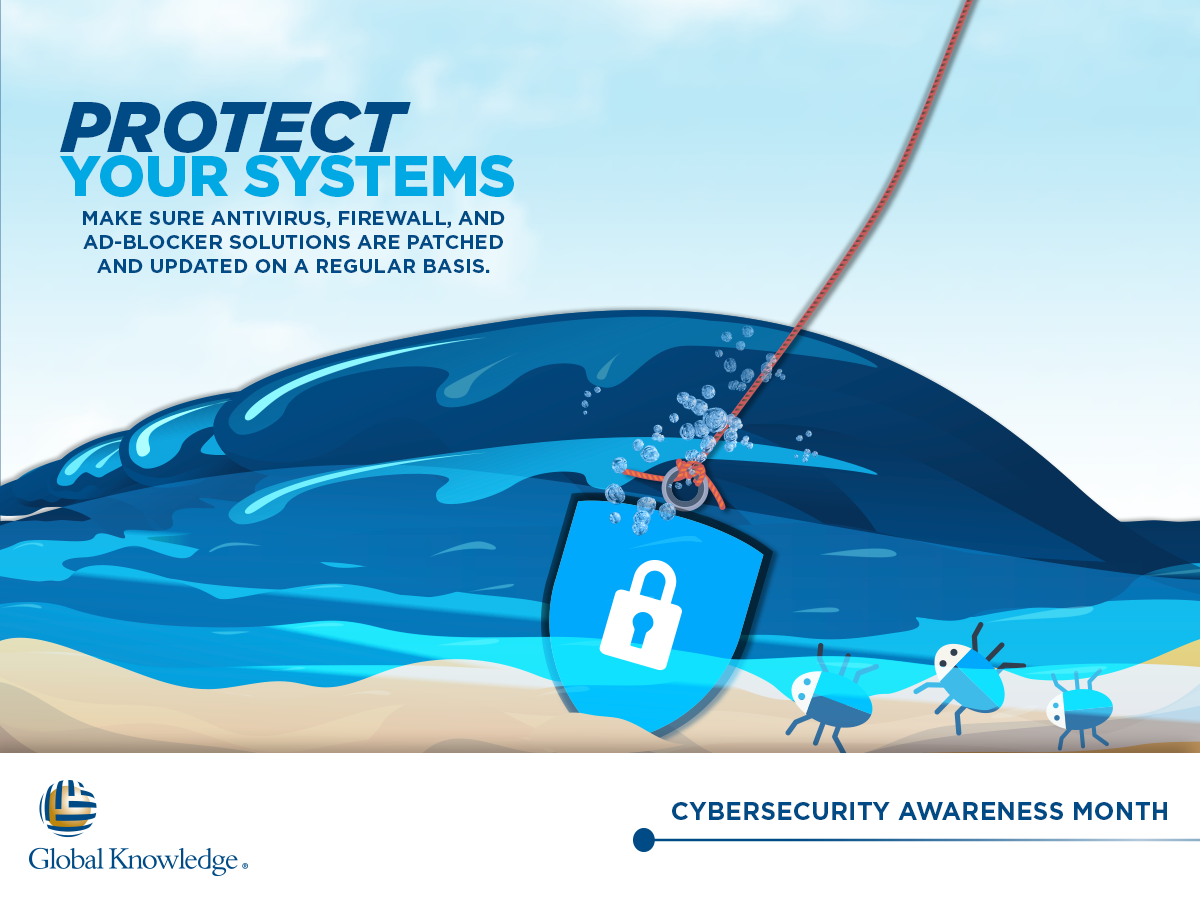 PROTECT
YOUR SYSTEMS
MAKE SURE ANTIVIRUS, FIREWALL, AND
AD-BLOCKER SOLUTIONS ARE PATCHED
AND UPDATED ON A REGULAR BASIS.
CYBERSECURITY AWARENESS MONTH
Global Knowledge®